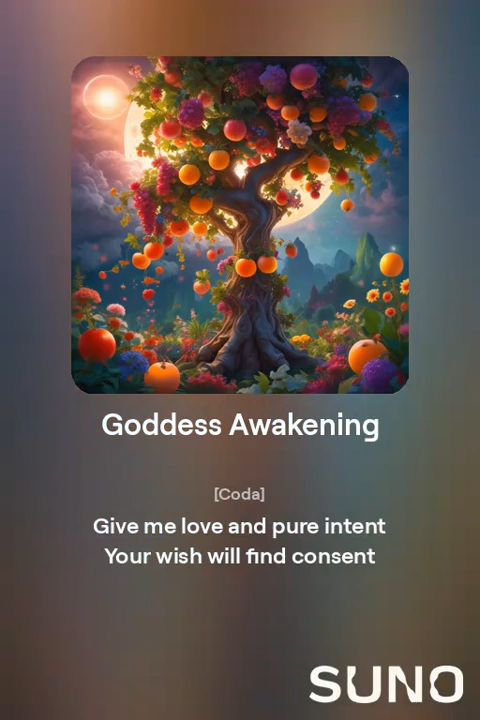 Goddess Awakening
[Coda]
Give me love and pure intent
Your wish will find consent
SUNO